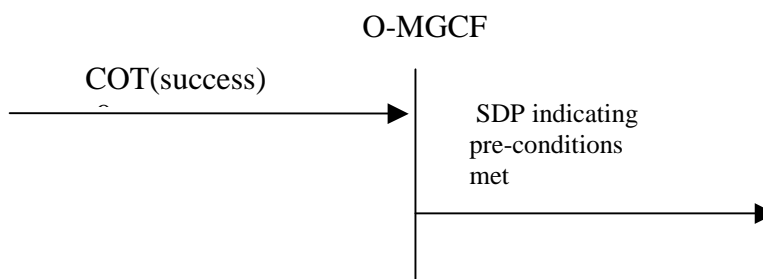 O-MGCF
COT(success)
SDP indicating
pre-conditions
met